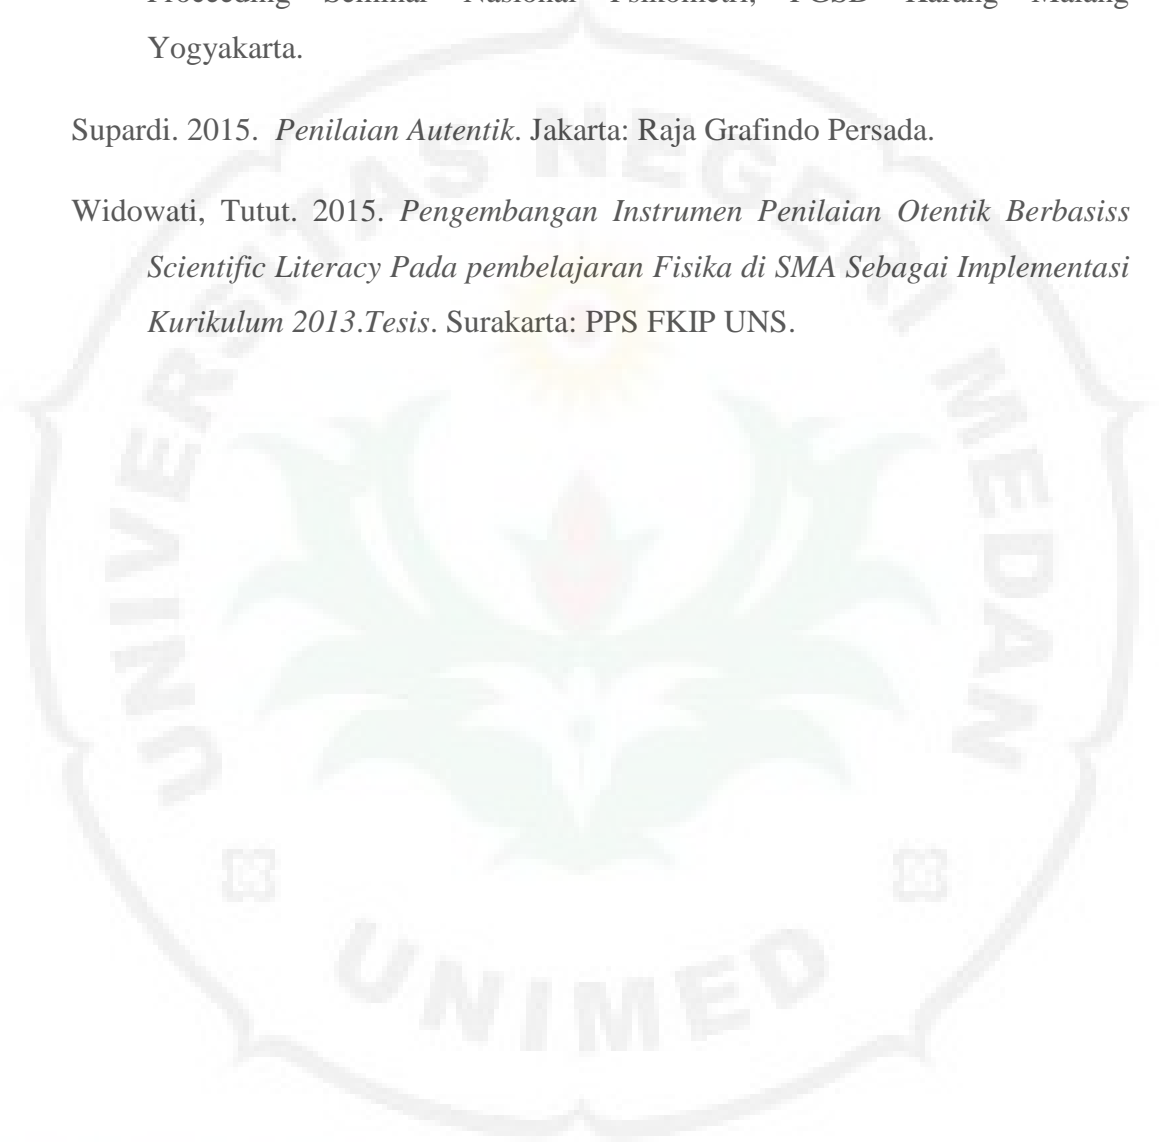 Proceeding Seminar Nasional Psikometri, PGSD Karang Malang
Yogyakarta.
Supardi. 2015. Penilaian Autentik. Jakarta: Raja Grafindo Persada.
Widowati, Tutut. 2015. Pengembangan Instrumen Penilaian Otentik Berbasiss
Scientific Literacy Pada pembelajaran Fisika di SMA Sebagai Implementasi
Kurikulum 2013.Tesis. Surakarta: PPS FKIP UNS.
UNIVERSITAS NEGERI MEDAN
UNIMED